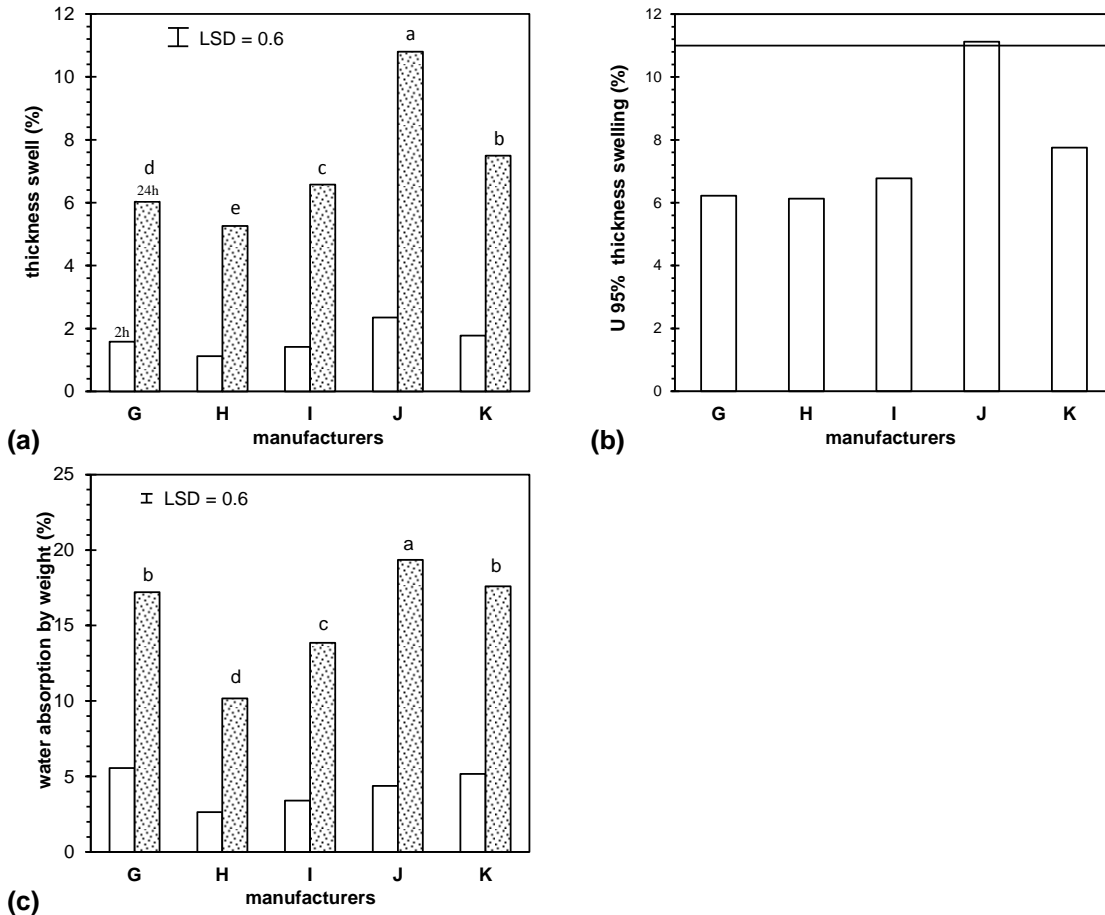 12
10
8
6
4
2
0
thickness swell (%)
LSD = 0.6
d
24h
2h
e
c
a
b
G H I J K
manufacturers
(a)
12
10
8
6
4
2
0
U 95% thickness swelling (%)
G H I J K
manufacturers
(b)
25
20
15
10
5
0
water absorption by weight (%)
LSD = 0.6
b
d
c
a
b
G H I J K
manufacturers
(c)